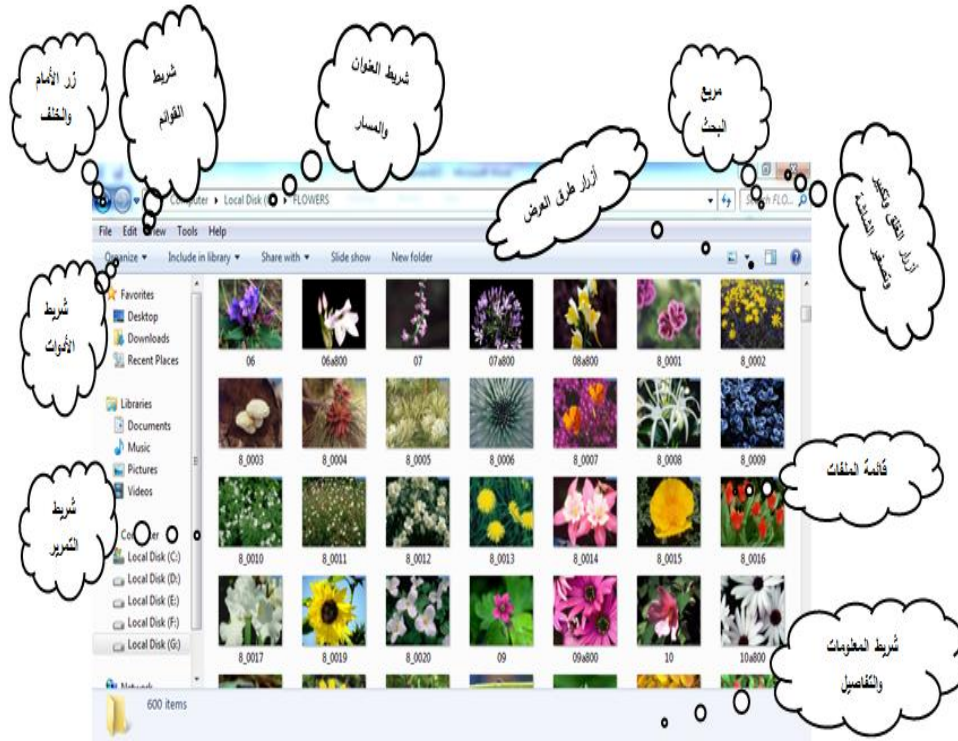 زر الأمام
والخلف
شريط
القوائم
شريط العنوان
والمسار
مربع
البحث
أزرار طرق العرض
أزرار الغلق وتكبير
وتصغير الشاشة
Computer ▸ Local Disk (G:) ▸ FLOWERS
Search FLO...
File Edit View Tools Help
Organize Include in library Share with Slide show New folder
شريط
الأدوات
Favorites
Desktop
Downloads
Recent Places
Libraries
Documents
Music
Pictures
Videos
شريط
التمرير
Computer
Local Disk (C:)
Local Disk (D:)
Local Disk (E:)
Local Disk (F:)
Local Disk (G:)
Network
06 06a800 07 07a800 08a800 8_0001 8_0002
8_0003 8_0004 8_0005 8_0006 8_0007 8_0008 8_0009
قائمة الملفات
8_0010 8_0011 8_0012 8_0013 8_0014 8_0015 8_0016
8_0017 8_0019 8_0020 09 09a800 10 10a800
شريط المعلومات
والتفاصيل
600 items